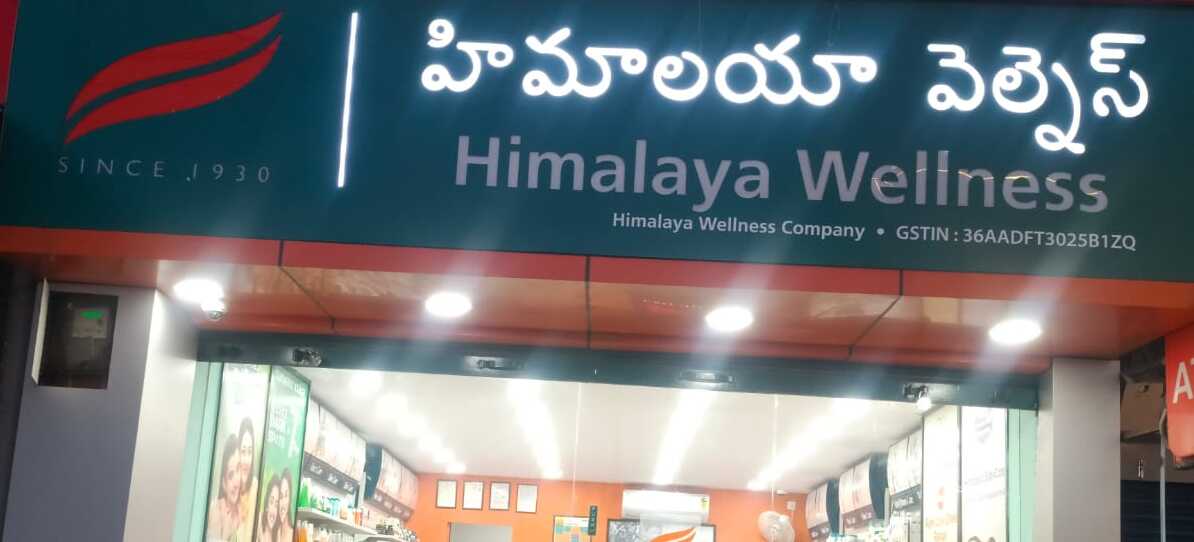 SINCE 1930
హిమాలయా వెల్నెస్
Himalaya Wellness
Himalaya Wellness Company • GSTIN : 36AADFT3025B1ZQ